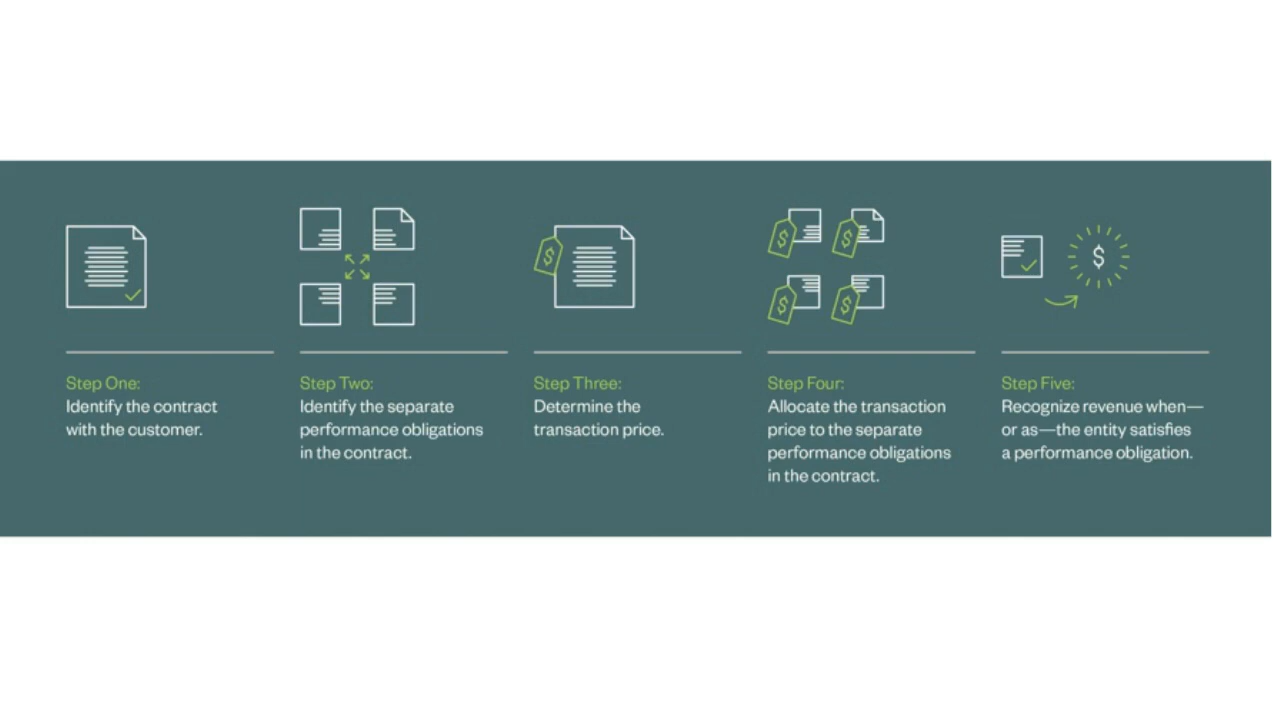 Step One:
Identify the contract
with the customer.
Step Two:
Identify the separate
performance obligations
in the contract.
Step Three:
Determine the
transaction price.
Step Four:
Allocate the transaction
price to the separate
performance obligations
in the contract.
Step Five:
Recognize revenue when—
or as—the entity satisfies
a performance obligation.
$
$
$
$
$
$